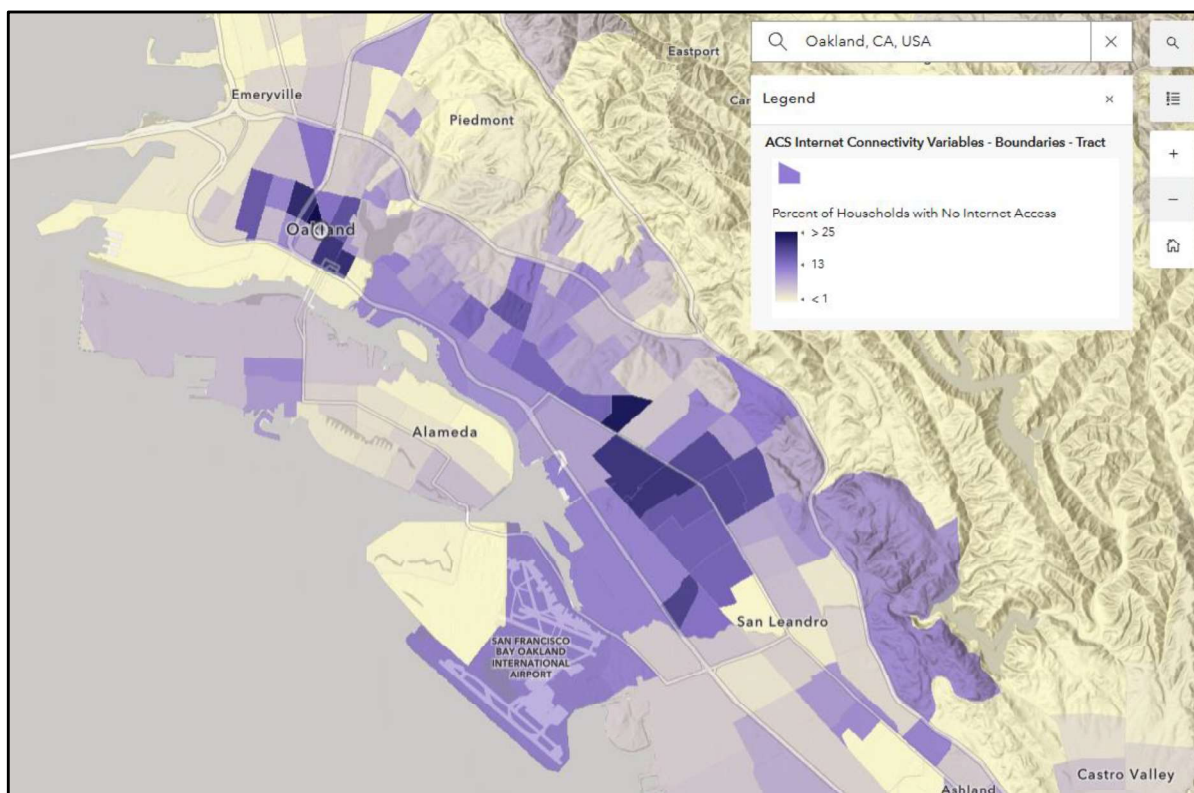 Oakland, CA, USA
Eastport
Legend
ACS Internet Connectivity Variables - Boundaries - Tract
Percent of Households with No Internet Access
> 25
13
< 1
Emeryville
Piedmont
Oakland
Alameda
San Leandro
SAN FRANCISCO
BAY OAKLAND
INTERNATIONAL
AIRPORT
Castro Valley
Ashland